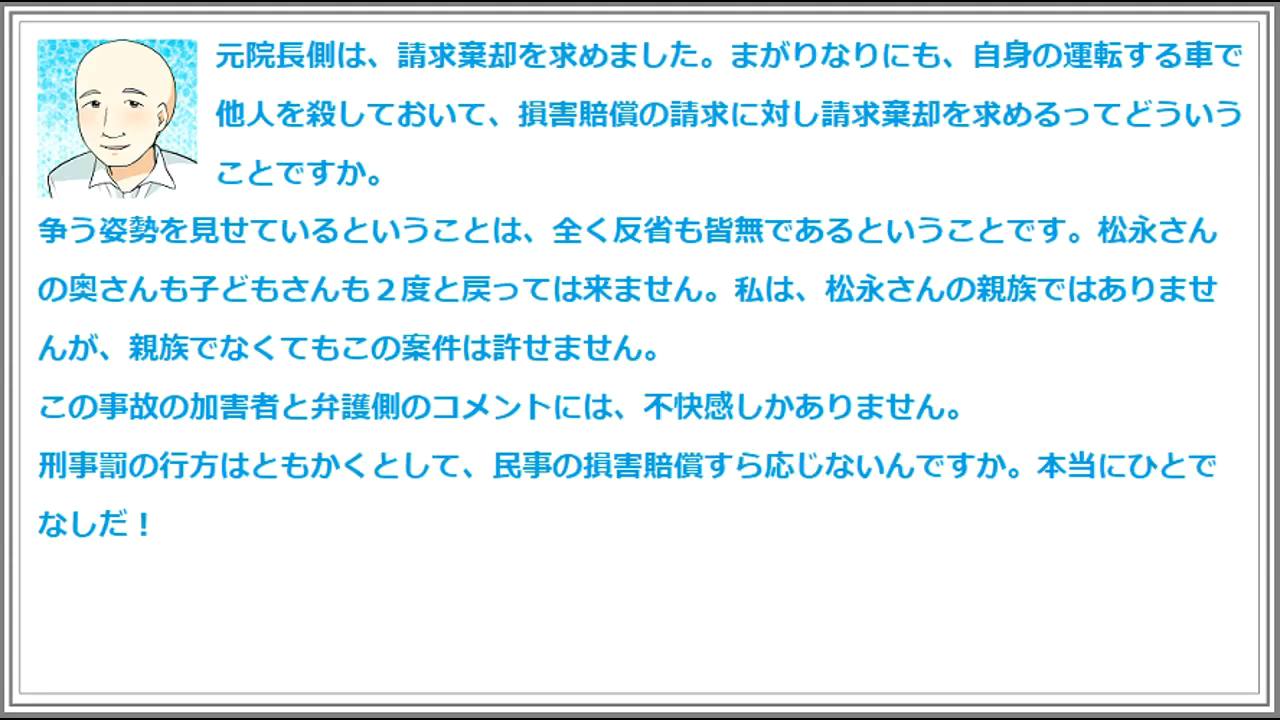 元院長側は、請求棄却を求めました。まがりなりにも、自身の運転する車で
他人を殺しておいて、損害賠償の請求に対し請求棄却を求めるってどういう
ことですか。
争う姿勢を見せているということは、全く反省も皆無であるということです。松永さん
の奥さんも子どもさんも２度と戻っては来ません。私は、松永さんの親族ではありませ
んが、親族でなくてもこの案件は許せません。
この事故の加害者と弁護側のコメントには、不快感しかありません。
刑事罰の行方はともかくとして、民事の損害賠償すら応じないんですか。本当にひとで
なしだ！